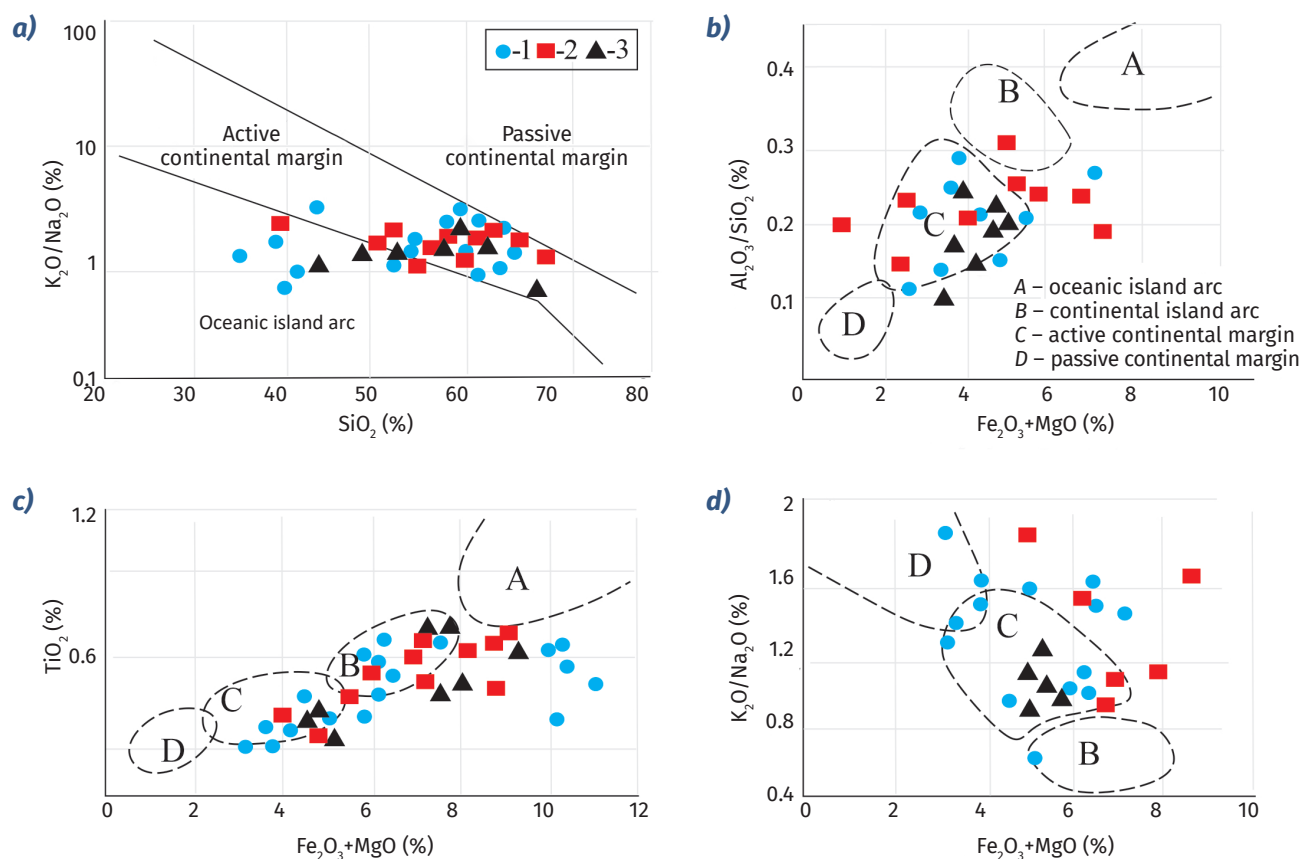 a)
100
10
1
0,1
K₂O/Na₂O (%)
-1 -2 -3
Active
continental margin
Passive
continental margin
Oceanic island arc
20 30 40 50 60 70 80
SiO₂ (%)
b)
0.4
0.3
0.2
0.1
0
Al₂O₃/SiO₂ (%)
A
B
C
D
A – oceanic island arc
B – continental island arc
C – active continental margin
D – passive continental margin
0 2 4 6 8 10
Fe₂O₃+MgO (%)
c)
1.2
0.6
0
TiO₂ (%)
A
B
C
D
2 4 6 8 10 12
Fe₂O₃+MgO (%)
d)
2
1.6
1.2
0.8
0.4
K₂O/Na₂O (%)
D
C
B
0 2 4 6 8 10
Fe₂O₃+MgO (%)